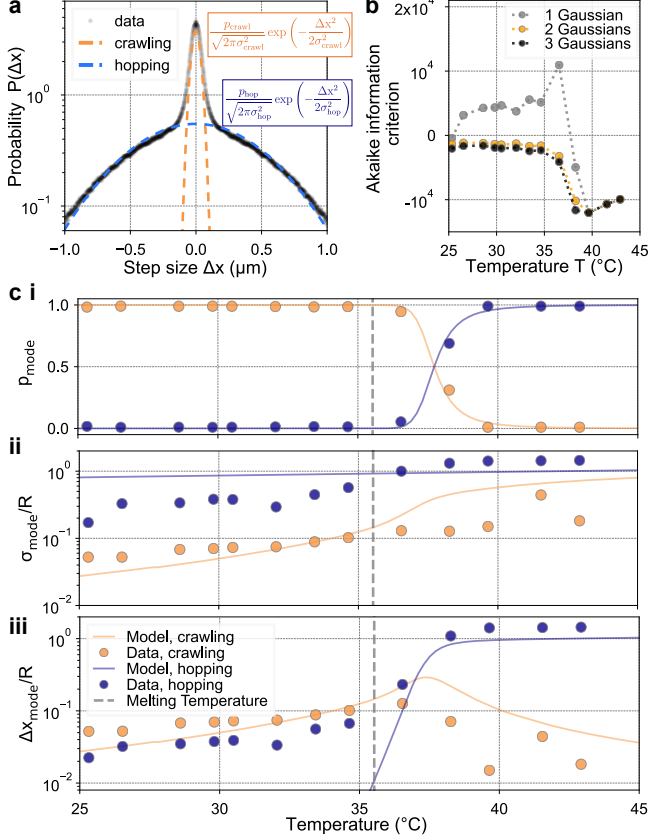 a
data
crawling
hopping
p_crawl / √(2πσ²_crawl) exp(−Δx² / 2σ²_crawl)
p_hop / √(2πσ²_hop) exp(−Δx² / 2σ²_hop)
Probability P(Δx)
10⁰
10⁻¹
−1.0 −0.5 0.0 0.5 1.0
Step size Δx (μm)
b
1 Gaussian
2 Gaussians
3 Gaussians
Akaike information
criterion
2x10⁴
10⁴
0
-10⁴
25 30 35 40 45
Temperature T (°C)
c i
p_mode
1.0
0.5
0.0
ii
σ_mode/R
10⁰
10⁻¹
10⁻²
iii
Model, crawling
Data, crawling
Model, hopping
Data, hopping
Melting Temperature
Δx_mode/R
10⁰
10⁻¹
10⁻²
25 30 35 40 45
Temperature (°C)